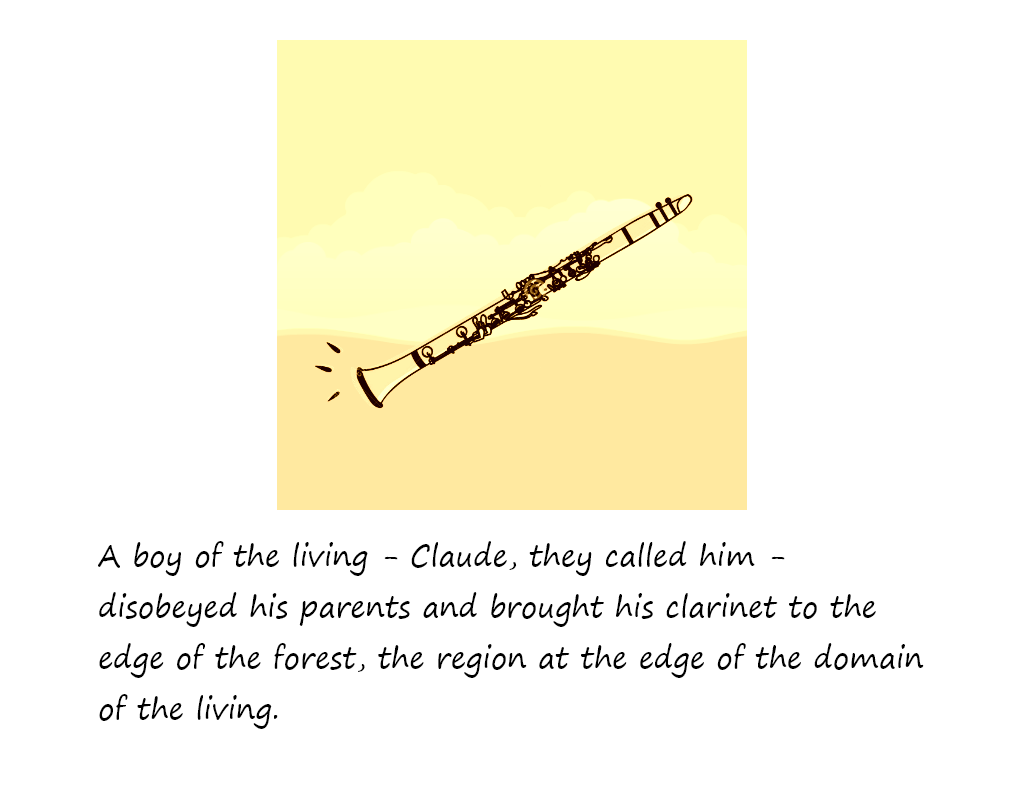 A boy of the living - Claude, they called him -
disobeyed his parents and brought his clarinet to the
edge of the forest, the region at the edge of the domain
of the living.